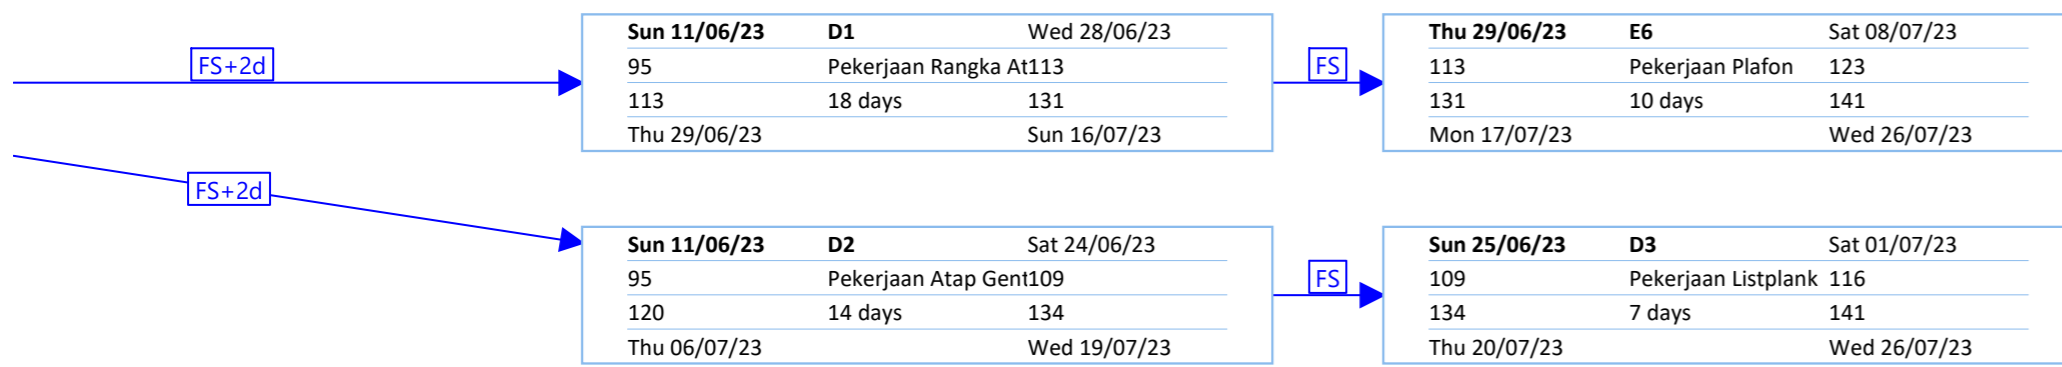 FS+2d
Sun 11/06/23 D1 Wed 28/06/23
95 Pekerjaan Rangka At 113
113 18 days 131
Thu 29/06/23 Sun 16/07/23
FS
Thu 29/06/23 E6 Sat 08/07/23
113 Pekerjaan Plafon 123
131 10 days 141
Mon 17/07/23 Wed 26/07/23
FS+2d
Sun 11/06/23 D2 Sat 24/06/23
95 Pekerjaan Atap Gent 109
120 14 days 134
Thu 06/07/23 Wed 19/07/23
FS
Sun 25/06/23 D3 Sat 01/07/23
109 Pekerjaan Listplank 116
134 7 days 141
Thu 20/07/23 Wed 26/07/23